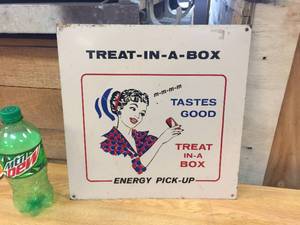 TREAT-IN-A-BOX
m-m-m-m
TASTES
GOOD
TREAT
IN-A
BOX
ENERGY PICK-UP
Mtn
Dew